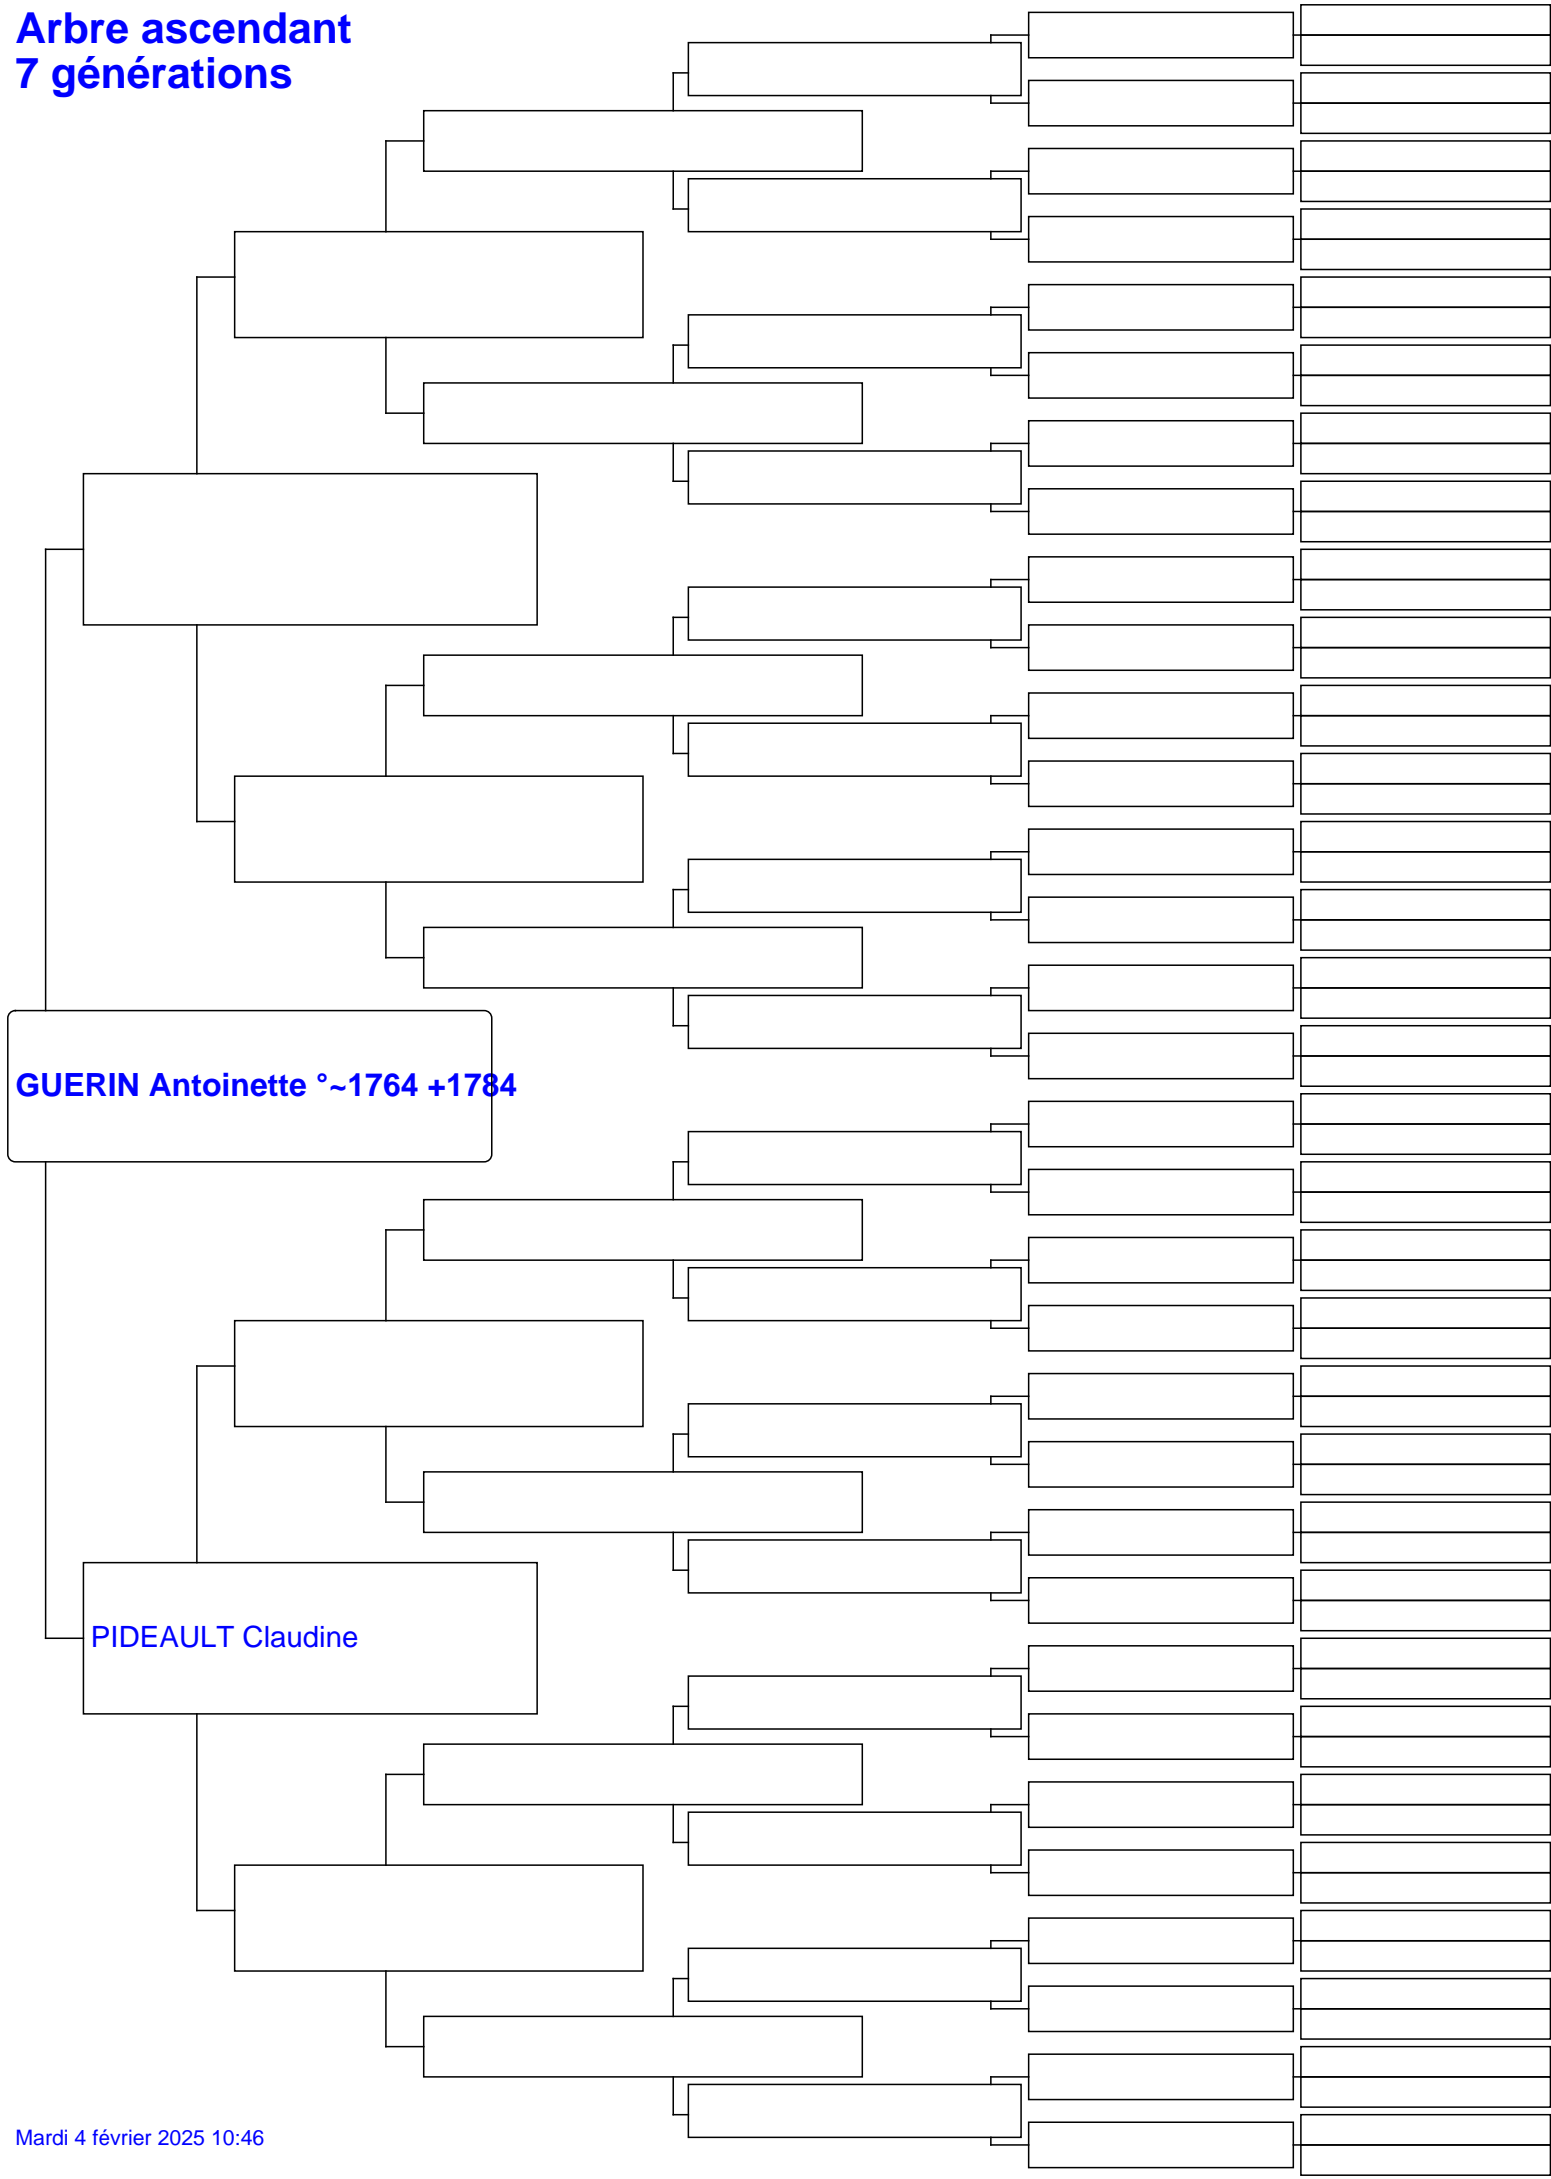 Arbre ascendant
7 générations
GUERIN Antoinette °~1764 +1784
PIDEAULT Claudine
Mardi 4 février 2025 10:46